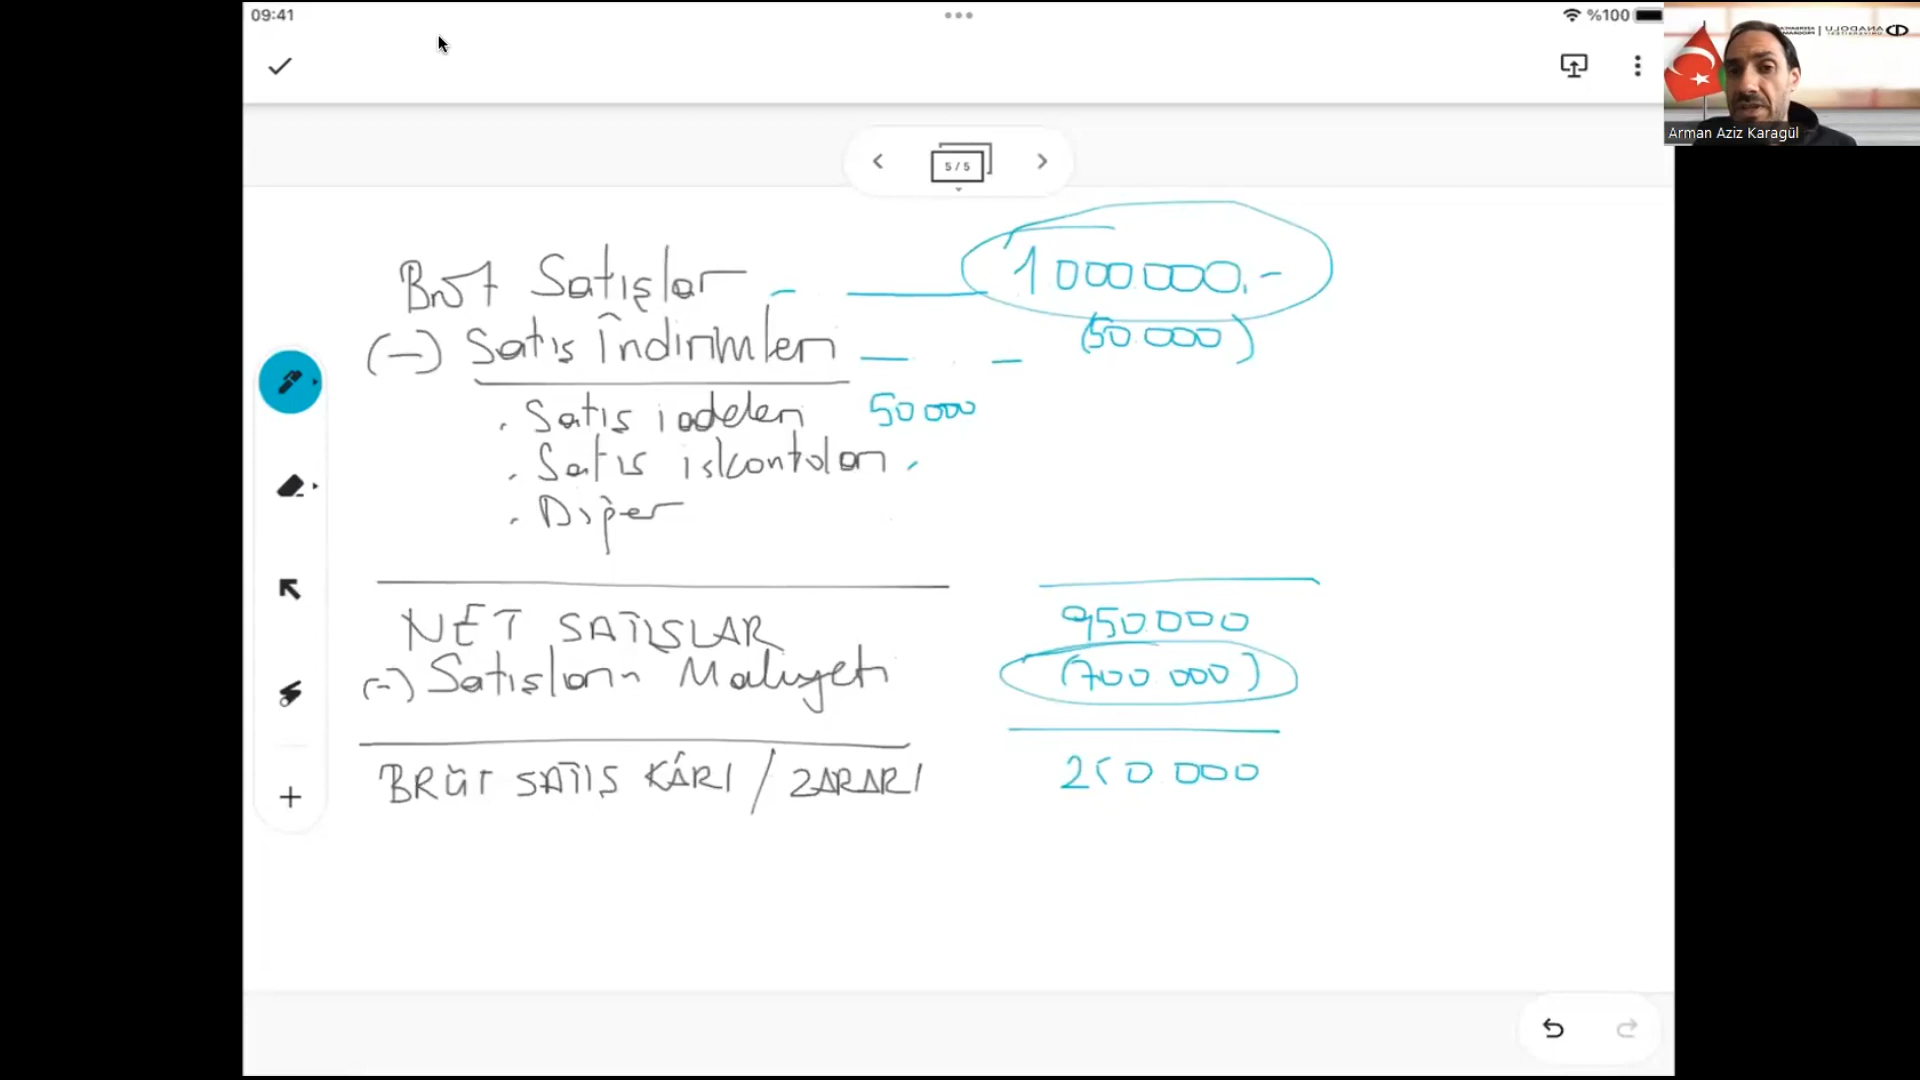 09:41
%100
Arman Aziz Karagül
5 / 5
Brüt Satışlar - — 1 000 000,-
(-) Satış İndirimleri — — (50 000)
. Satış iadeleri 50 000
. Satış iskontoları
. Diğer
NET SATIŞLAR 950 000
(-) Satışların Maliyeti (700 000)
BRÜT SATIŞ KÂRI / ZARARI 250 000